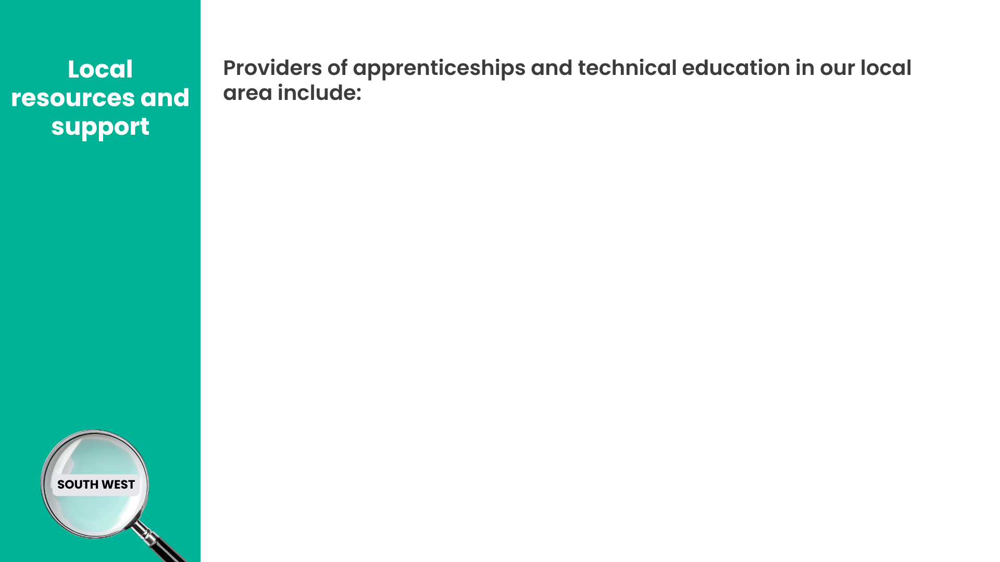 Local
resources and
support
Providers of apprenticeships and technical education in our local
area include:
SOUTH WEST